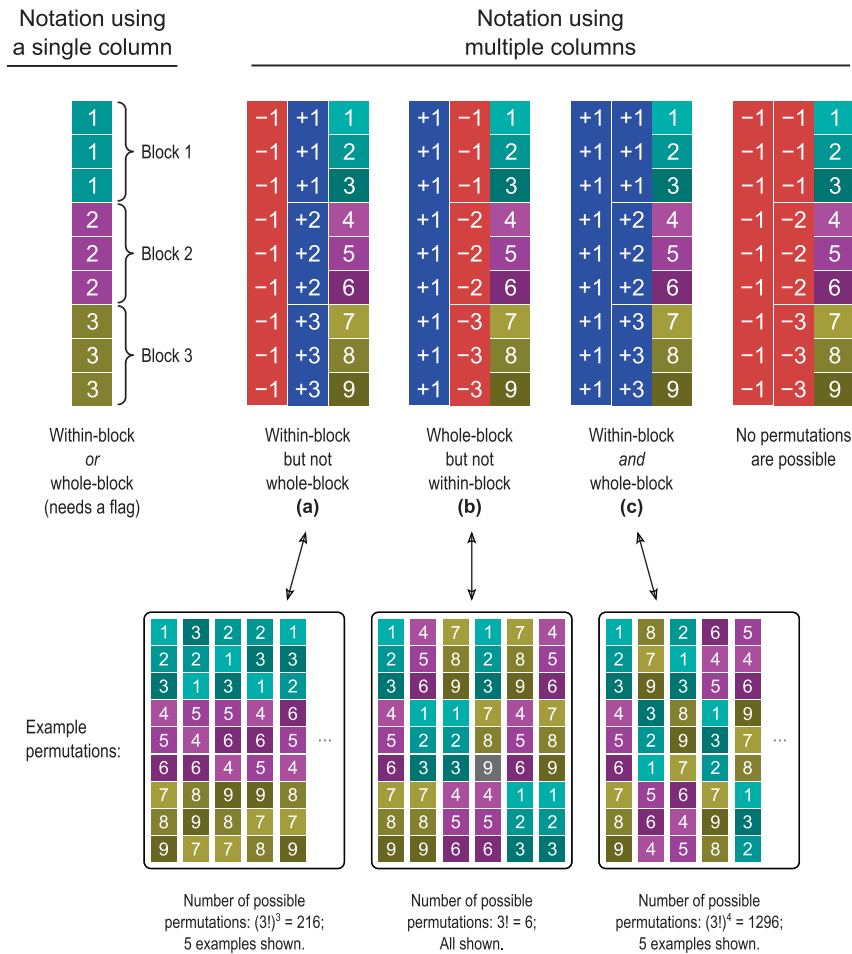 Notation using
a single column
Notation using
multiple columns
1 −1 +1 1 +1 −1 1 +1 +1 1 −1 −1 1
1 Block 1 −1 +1 2 +1 −1 2 +1 +1 2 −1 −1 2
1 −1 +1 3 +1 −1 3 +1 +1 3 −1 −1 3
2 −1 +2 4 +1 −2 4 +1 +2 4 −1 −2 4
2 Block 2 −1 +2 5 +1 −2 5 +1 +2 5 −1 −2 5
2 −1 +2 6 +1 −2 6 +1 +2 6 −1 −2 6
3 −1 +3 7 +1 −3 7 +1 +3 7 −1 −3 7
3 Block 3 −1 +3 8 +1 −3 8 +1 +3 8 −1 −3 8
3 −1 +3 9 +1 −3 9 +1 +3 9 −1 −3 9
Within-block
or
whole-block
(needs a flag)
Within-block
but not
whole-block
(a)
Whole-block
but not
within-block
(b)
Within-block
and
whole-block
(c)
No permutations
are possible
Example
permutations:
1 3 2 2 1
2 2 1 3 3
3 1 3 1 2
4 5 5 4 6
5 4 6 6 5 ...
6 6 4 5 4
7 8 9 9 8
8 9 8 7 7
9 7 7 8 9
1 4 7 1 7 4
2 5 8 2 8 5
3 6 9 3 9 6
4 1 1 7 4 7
5 2 2 8 5 8
6 3 3 9 6 9
7 7 4 4 1 1
8 8 5 5 2 2
9 9 6 6 3 3
1 8 2 6 5
2 7 1 4 4
3 9 3 5 6
4 3 8 1 9
5 2 9 3 7 ...
6 1 7 2 8
7 5 6 7 1
8 6 4 9 3
9 4 5 8 2
Number of possible
permutations: (3!)³ = 216;
5 examples shown.
Number of possible
permutations: 3! = 6;
All shown.
Number of possible
permutations: (3!)⁴ = 1296;
5 examples shown.